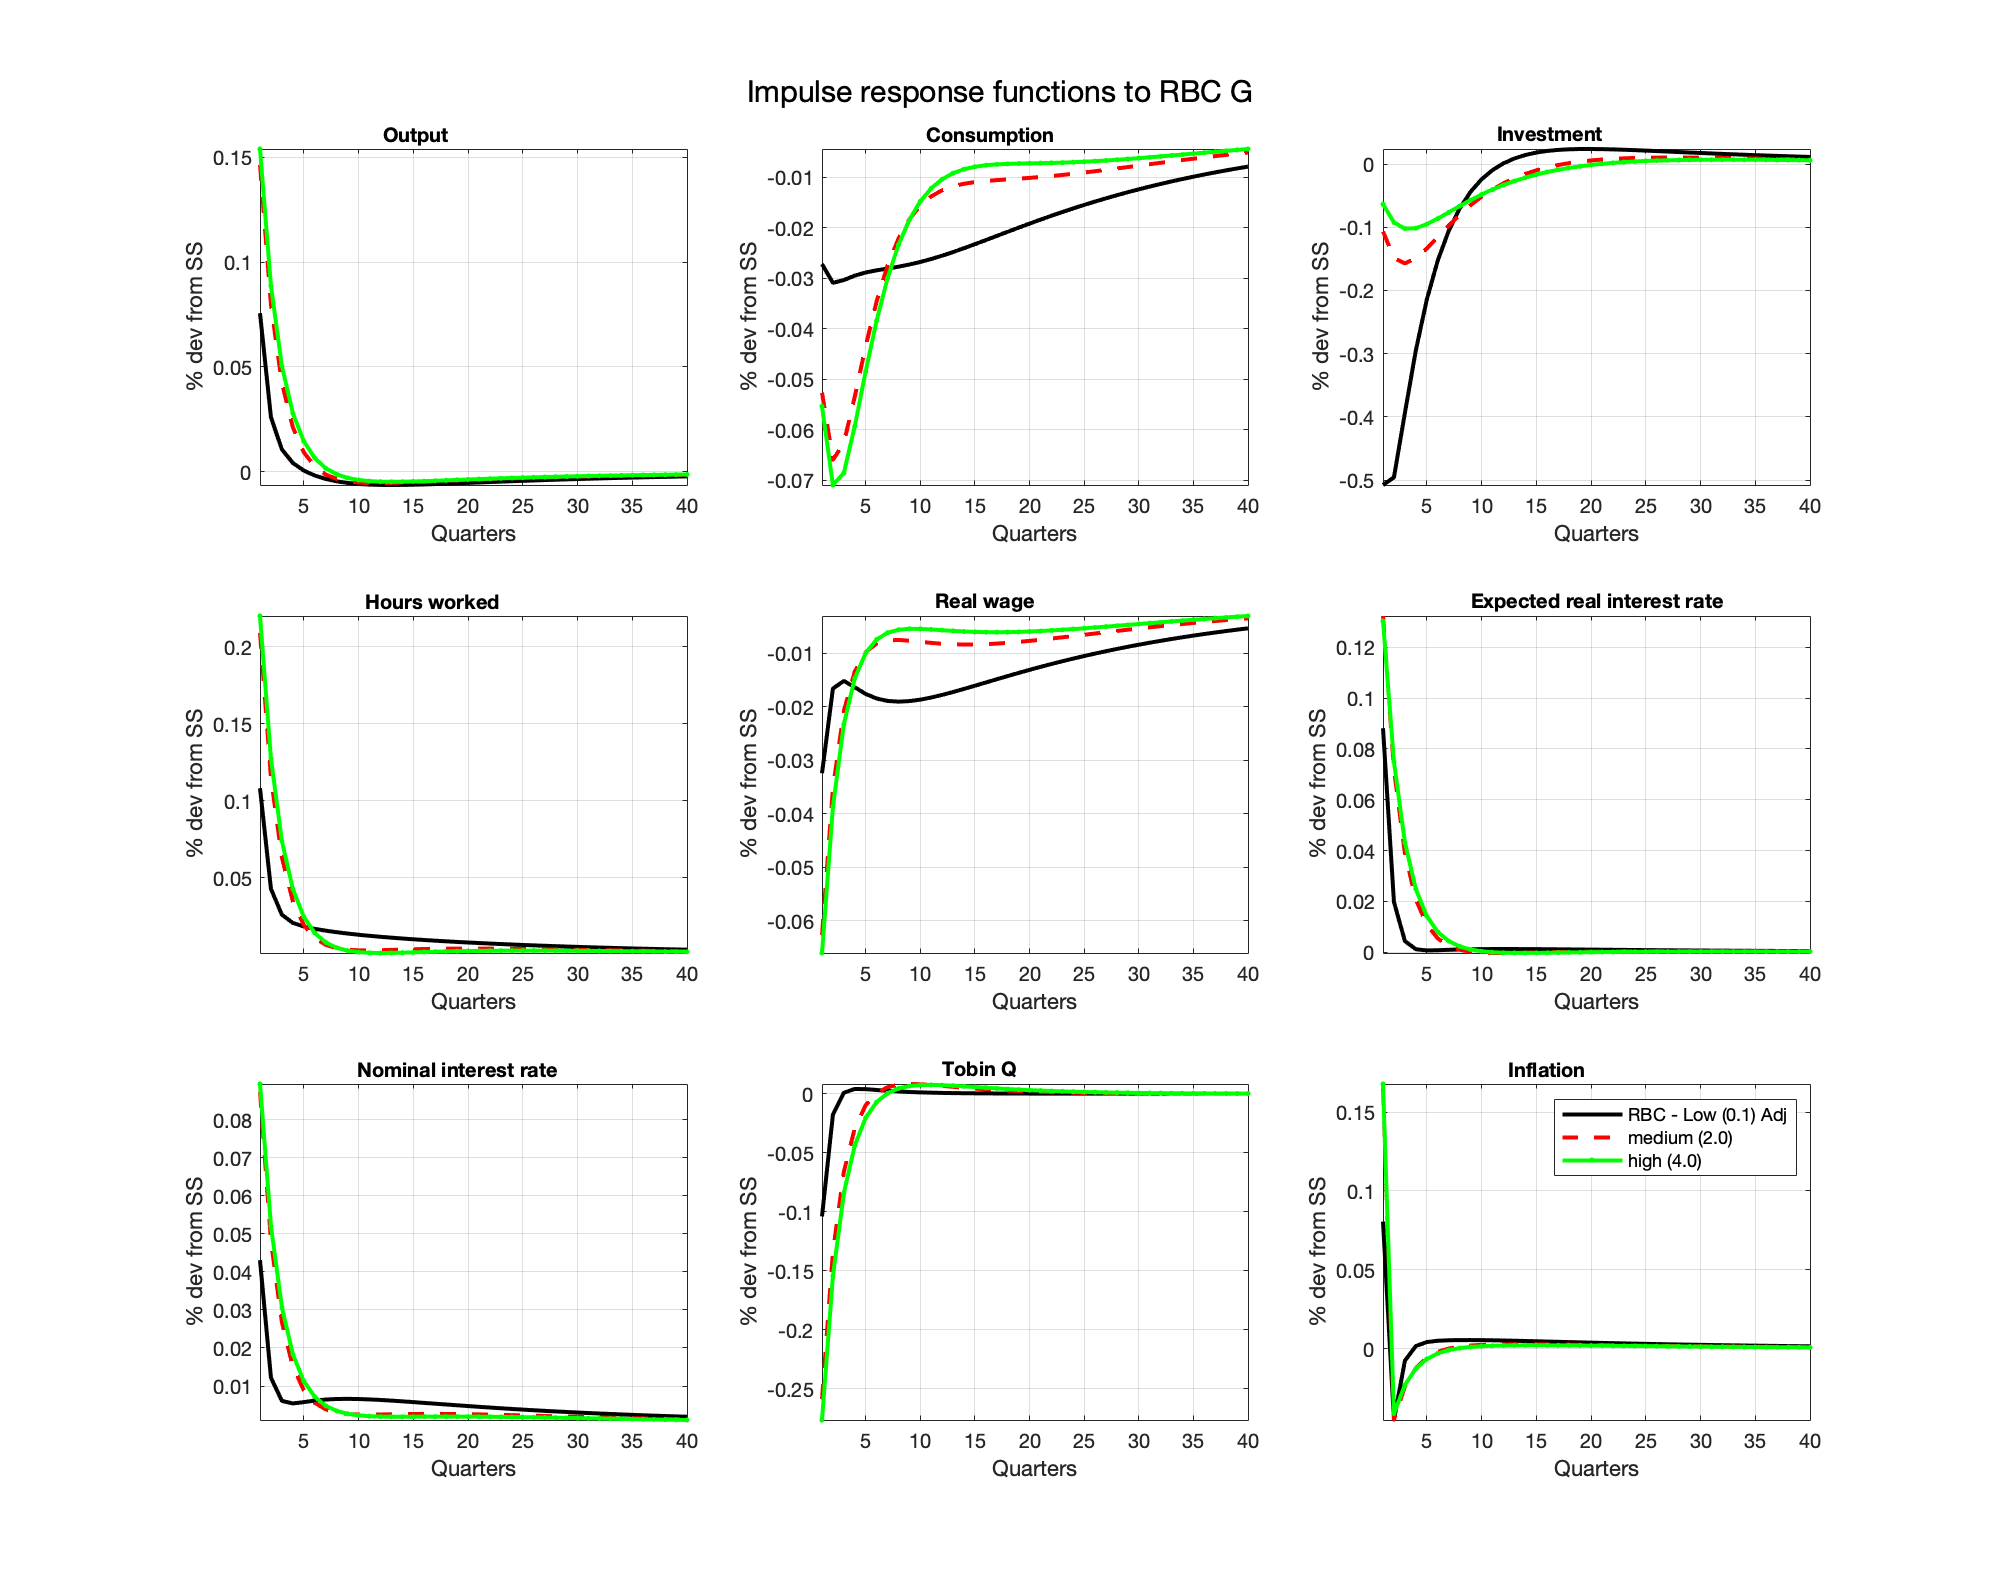 Impulse response functions to RBC G
Output
Consumption
Investment
% dev from SS
0.15
0.1
0.05
0
5 10 15 20 25 30 35 40
Quarters
% dev from SS
-0.01
-0.02
-0.03
-0.04
-0.05
-0.06
-0.07
5 10 15 20 25 30 35 40
Quarters
% dev from SS
0
-0.1
-0.2
-0.3
-0.4
-0.5
5 10 15 20 25 30 35 40
Quarters
Hours worked
Real wage
Expected real interest rate
% dev from SS
0.2
0.15
0.1
0.05
5 10 15 20 25 30 35 40
Quarters
% dev from SS
-0.01
-0.02
-0.03
-0.04
-0.05
-0.06
5 10 15 20 25 30 35 40
Quarters
% dev from SS
0.12
0.1
0.08
0.06
0.04
0.02
0
5 10 15 20 25 30 35 40
Quarters
Nominal interest rate
Tobin Q
Inflation
% dev from SS
0.08
0.07
0.06
0.05
0.04
0.03
0.02
0.01
5 10 15 20 25 30 35 40
Quarters
% dev from SS
0
-0.05
-0.1
-0.15
-0.2
-0.25
5 10 15 20 25 30 35 40
Quarters
% dev from SS
0.15
0.1
0.05
0
5 10 15 20 25 30 35 40
Quarters
RBC - Low (0.1) Adj
medium (2.0)
high (4.0)